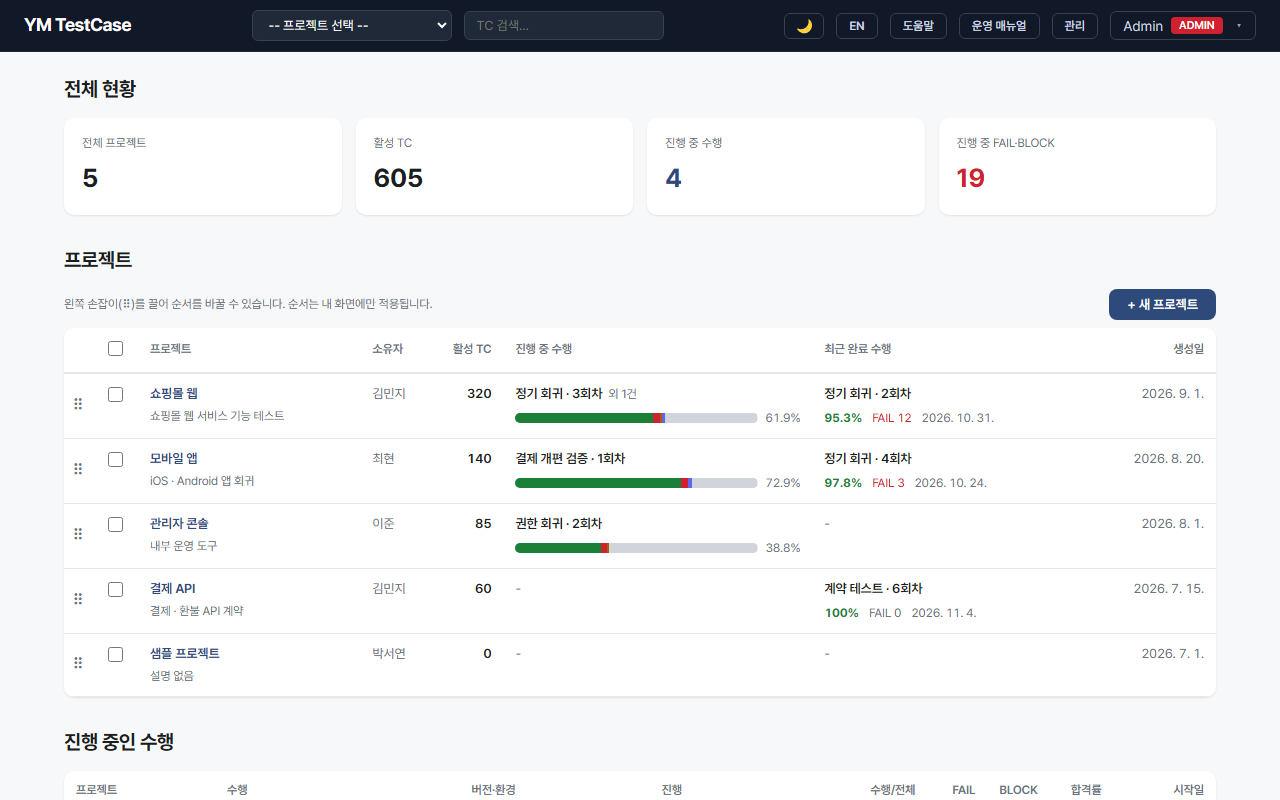 YM TestCase
-- 프로젝트 선택 --
TC 검색...
EN
도움말
운영 매뉴얼
관리
Admin ADMIN
전체 현황
전체 프로젝트
5
활성 TC
605
진행 중 수행
4
진행 중 FAIL·BLOCK
19
프로젝트
왼쪽 손잡이(⠿)를 끌어 순서를 바꿀 수 있습니다. 순서는 내 화면에만 적용됩니다.
+ 새 프로젝트
프로젝트 소유자 활성 TC 진행 중 수행 최근 완료 수행 생성일
쇼핑몰 웹 김민지 320 정기 회귀 · 3회차 외 1건 정기 회귀 · 2회차 2026. 9. 1.
쇼핑몰 웹 서비스 기능 테스트 61.9% 95.3% FAIL 12 2026. 10. 31.
모바일 앱 최현 140 결제 개편 검증 · 1회차 정기 회귀 · 4회차 2026. 8. 20.
iOS · Android 앱 회귀 72.9% 97.8% FAIL 3 2026. 10. 24.
관리자 콘솔 이준 85 권한 회귀 · 2회차 - 2026. 8. 1.
내부 운영 도구 38.8%
결제 API 김민지 60 - 계약 테스트 · 6회차 2026. 7. 15.
결제 · 환불 API 계약 100% FAIL 0 2026. 11. 4.
샘플 프로젝트 박서연 0 - - 2026. 7. 1.
설명 없음
진행 중인 수행
프로젝트 수행 버전·환경 진행 수행/전체 FAIL BLOCK 합격률 시작일